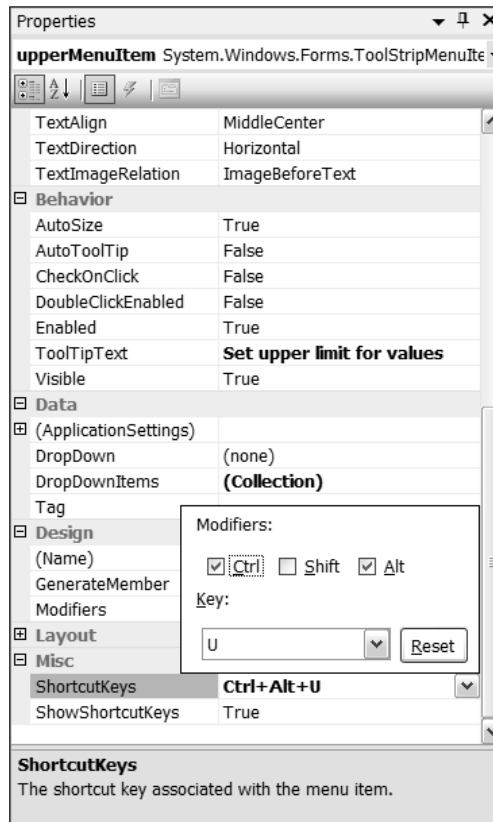 Properties
upperMenuItem System.Windows.Forms.ToolStripMenuIte
TextAlign MiddleCenter
TextDirection Horizontal
TextImageRelation ImageBeforeText
Behavior
AutoSize True
AutoToolTip False
CheckOnClick False
DoubleClickEnabled False
Enabled True
ToolTipText Set upper limit for values
Visible True
Data
(ApplicationSettings)
DropDown (none)
DropDownItems (Collection)
Tag
Design
(Name)
GenerateMember
Modifiers
Layout
Misc
Modifiers:
Ctrl Shift Alt
Key:
U Reset
ShortcutKeys Ctrl+Alt+U
ShowShortcutKeys True
ShortcutKeys
The shortcut key associated with the menu item.